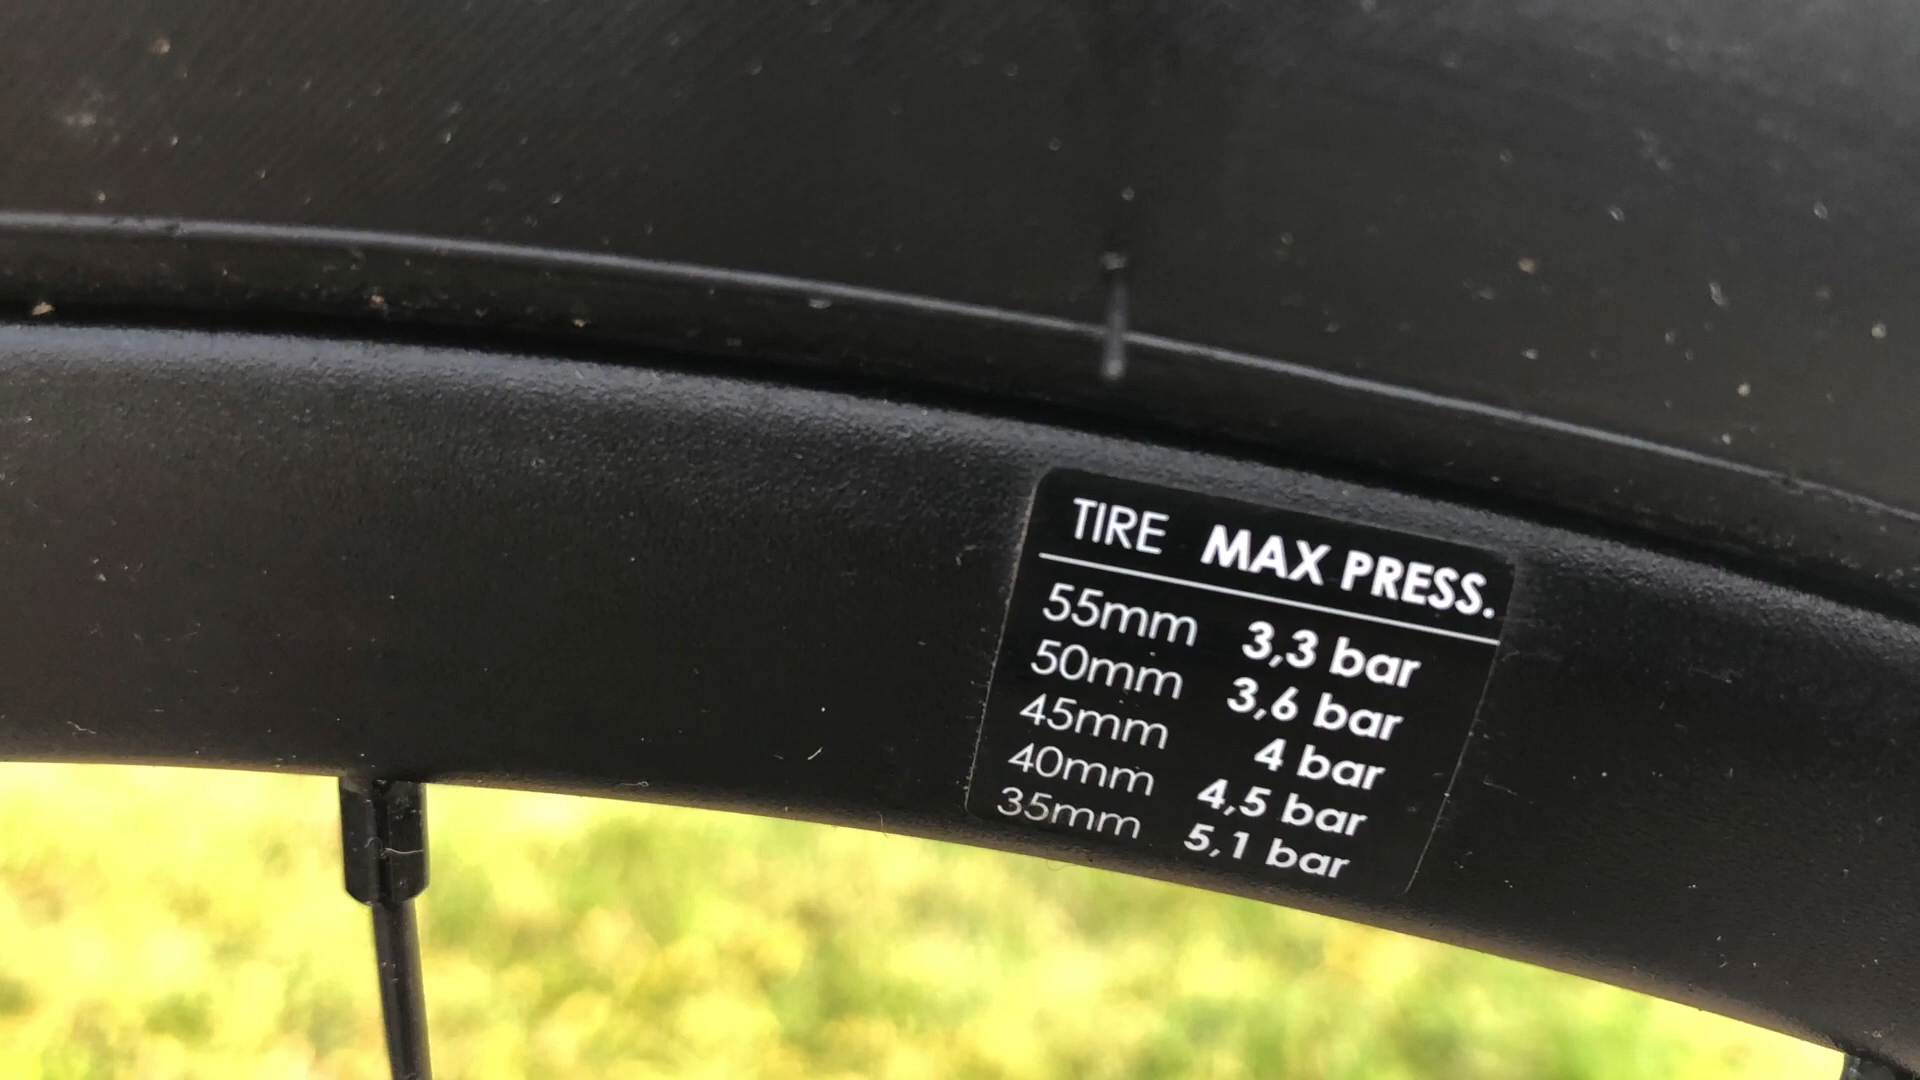 TIRE MAX PRESS.
55mm 3,3 bar
50mm 3,6 bar
45mm 4 bar
40mm 4,5 bar
35mm 5,1 bar